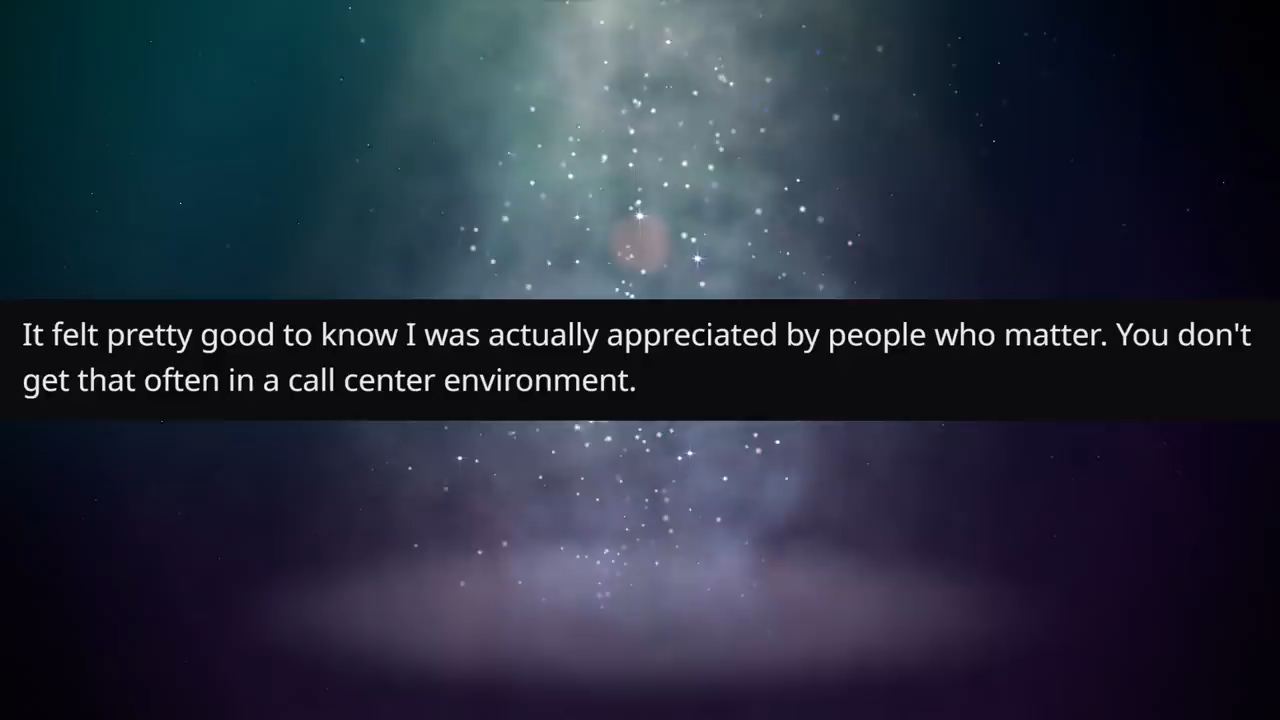 It felt pretty good to know I was actually appreciated by people who matter. You don't
get that often in a call center environment.